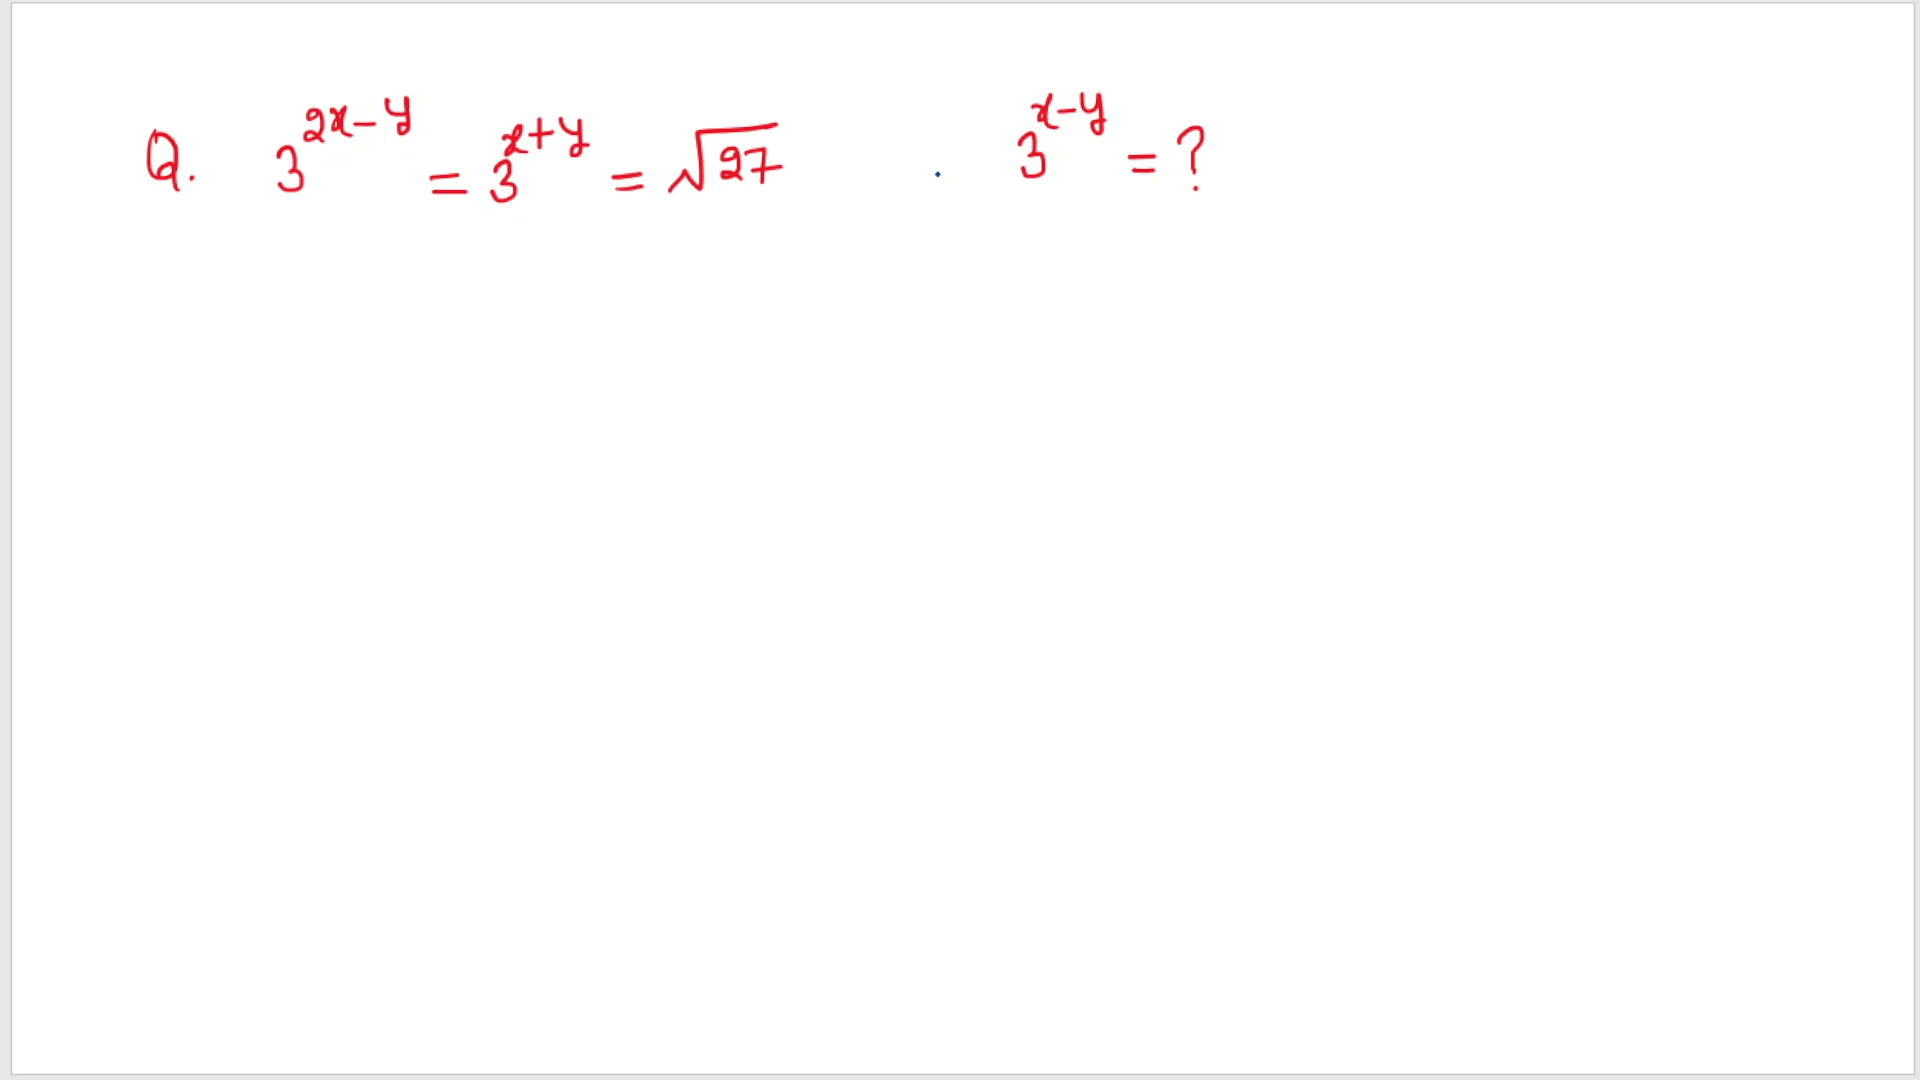 Q. 3^{2x-y} = 3^{x+y} = √27 . 3^{x-y} = ?